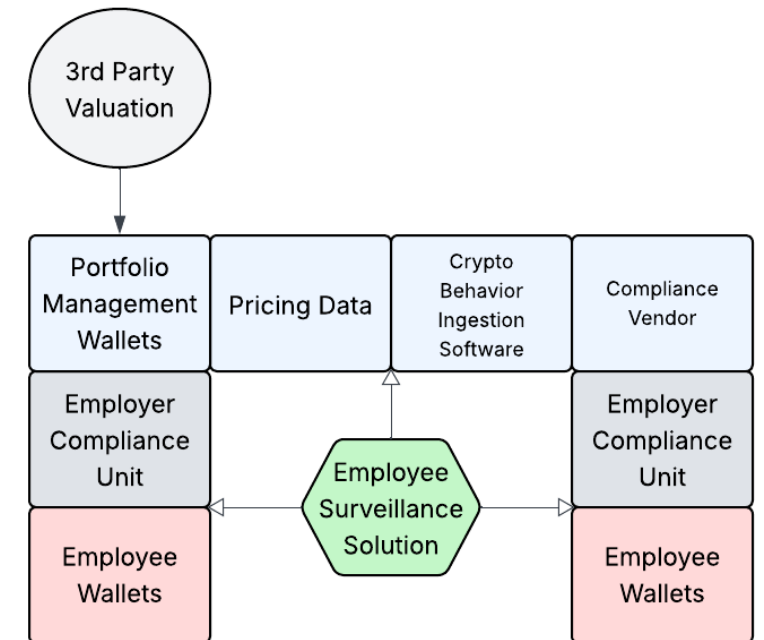 3rd Party
Valuation
Portfolio
Management
Wallets
Pricing Data
Crypto
Behavior
Ingestion
Software
Compliance
Vendor
Employer
Compliance
Unit
Employee
Surveillance
Solution
Employer
Compliance
Unit
Employee
Wallets
Employee
Wallets